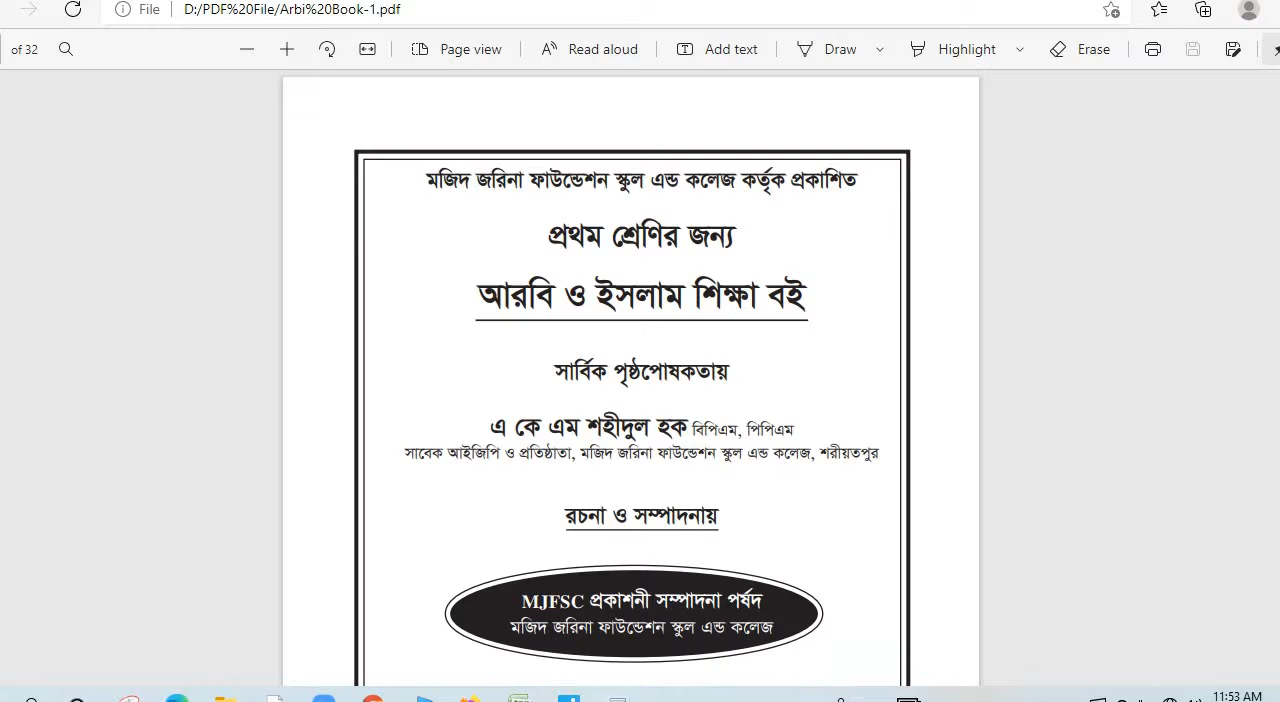 File D:/PDF%20File/Arbi%20Book-1.pdf
of 32 Page view Read aloud Add text Draw Highlight Erase
মজিদ জরিনা ফাউন্ডেশন স্কুল এন্ড কলেজ কর্তৃক প্রকাশিত
প্রথম শ্রেণির জন্য
আরবি ও ইসলাম শিক্ষা বই
সার্বিক পৃষ্ঠপোষকতায়
এ কে এম শহীদুল হক বিপিএম, পিপিএম
সাবেক আইজিপি ও প্রতিষ্ঠাতা, মজিদ জরিনা ফাউন্ডেশন স্কুল এন্ড কলেজ, শরীয়তপুর
রচনা ও সম্পাদনায়
MJFSC প্রকাশনী সম্পাদনা পর্ষদ
মজিদ জরিনা ফাউন্ডেশন স্কুল এন্ড কলেজ
11:53 AM